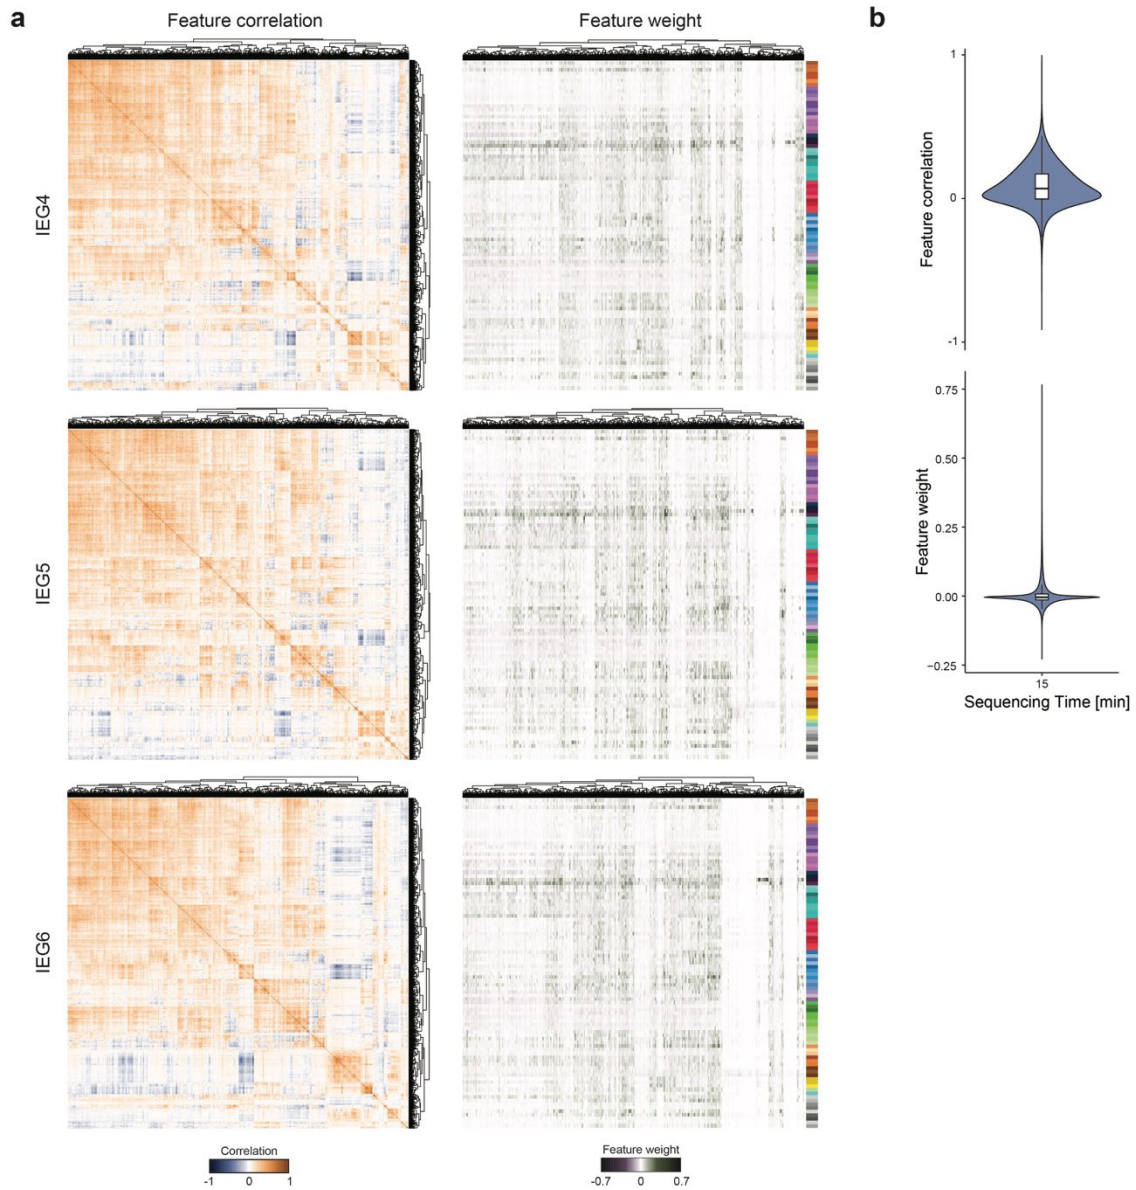 a
Feature correlation
Feature weight
b
IEG4
IEG5
IEG6
Correlation
-1 0 1
Feature weight
-0.7 0 0.7
Feature correlation
1
0
-1
Feature weight
0.75
0.50
0.25
0.00
−0.25
15
Sequencing Time [min]